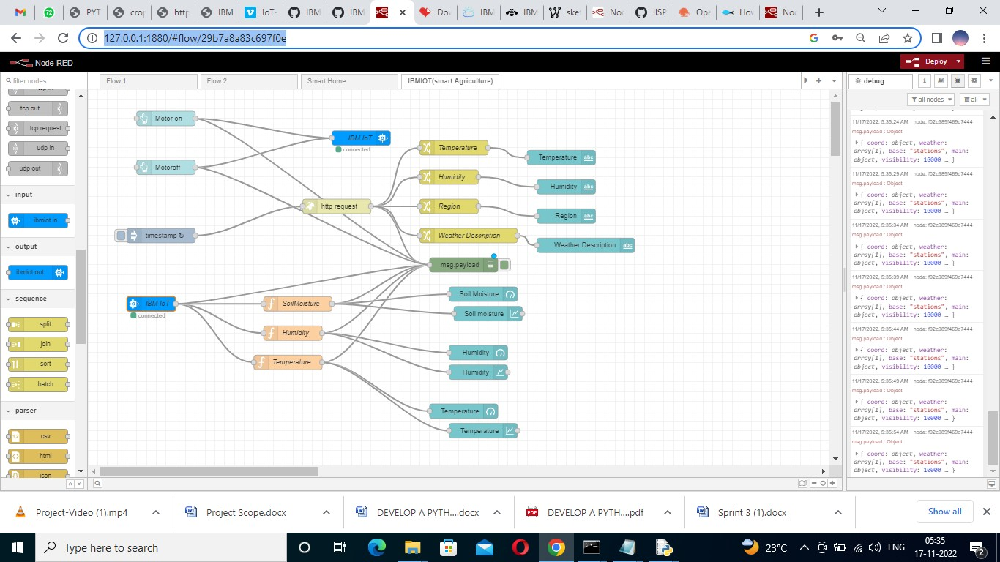 72
PYT
crop
http
IBM
IoT-
IBM
IBM
Dov
IBM
IBM
ske
Noc
IISP
Ope
Hov
Noc
127.0.0.1:1880/#flow/29b7a8a83c697f0e
Node-RED
Deploy
filter nodes
Flow 1
Flow 2
Smart Home
IBMIOT(smart Agriculture)
debug
all nodes
all
tcp out
tcp request
udp in
udp out
input
ibmiot in
output
ibmiot out
sequence
split
join
sort
batch
parser
csv
html
json
Motor on
IBM IoT
connected
Motoroff
Temperature
Temperature
Humidity
Humidity
http request
Region
Region
timestamp ↻
Weather Description
Weather Description
msg.payload
IBM IoT
connected
SoilMoisture
Soil Moisture
Soil moisture
Humidity
Humidity
Humidity
Temperature
Temperature
Temperature
11/17/2022, 5:35:24 AM node: f02c989f469d7444
msg.payload : Object
{ coord: object, weather:
array[1], base: "stations", main:
object, visibility: 10000 … }
11/17/2022, 5:35:29 AM node: f02c989f469d7444
msg.payload : Object
{ coord: object, weather:
array[1], base: "stations", main:
object, visibility: 10000 … }
11/17/2022, 5:35:34 AM node: f02c989f469d7444
msg.payload : Object
{ coord: object, weather:
array[1], base: "stations", main:
object, visibility: 10000 … }
11/17/2022, 5:35:39 AM node: f02c989f469d7444
msg.payload : Object
{ coord: object, weather:
array[1], base: "stations", main:
object, visibility: 10000 … }
11/17/2022, 5:35:44 AM node: f02c989f469d7444
msg.payload : Object
{ coord: object, weather:
array[1], base: "stations", main:
object, visibility: 10000 … }
11/17/2022, 5:35:49 AM node: f02c989f469d7444
msg.payload : Object
{ coord: object, weather:
array[1], base: "stations", main:
object, visibility: 10000 … }
11/17/2022, 5:35:54 AM node: f02c989f469d7444
msg.payload : Object
{ coord: object, weather:
array[1], base: "stations", main:
object, visibility: 10000 … }
Project-Video (1).mp4
Project Scope.docx
DEVELOP A PYTH....docx
DEVELOP A PYTH....pdf
Sprint 3 (1).docx
Show all
Type here to search
23°C
ENG
05:35
17-11-2022
2